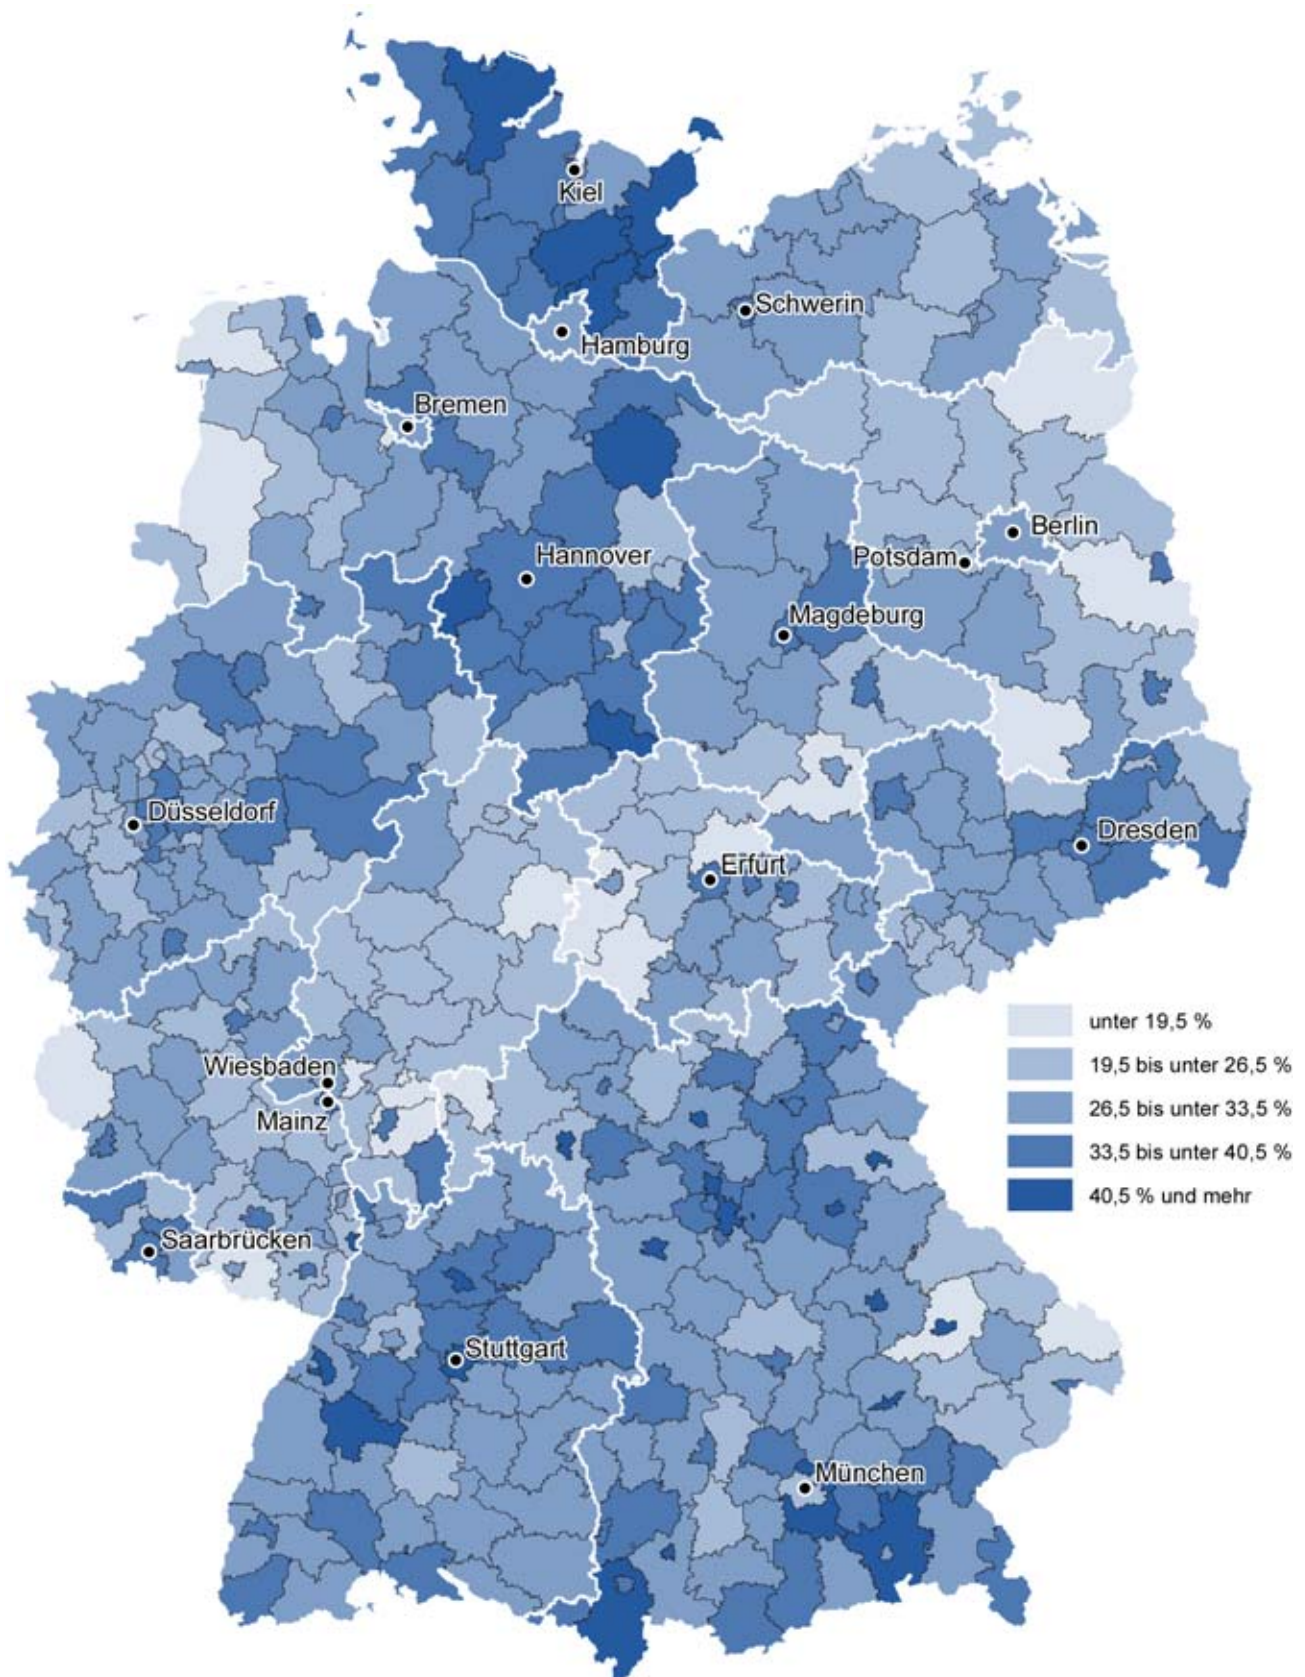 Kiel
Schwerin
Hamburg
Bremen
Berlin
Hannover
Potsdam
Magdeburg
Düsseldorf
Dresden
Erfurt
unter 19,5 %
19,5 bis unter 26,5 %
26,5 bis unter 33,5 %
33,5 bis unter 40,5 %
40,5 % und mehr
Wiesbaden
Mainz
Saarbrücken
Stuttgart
München